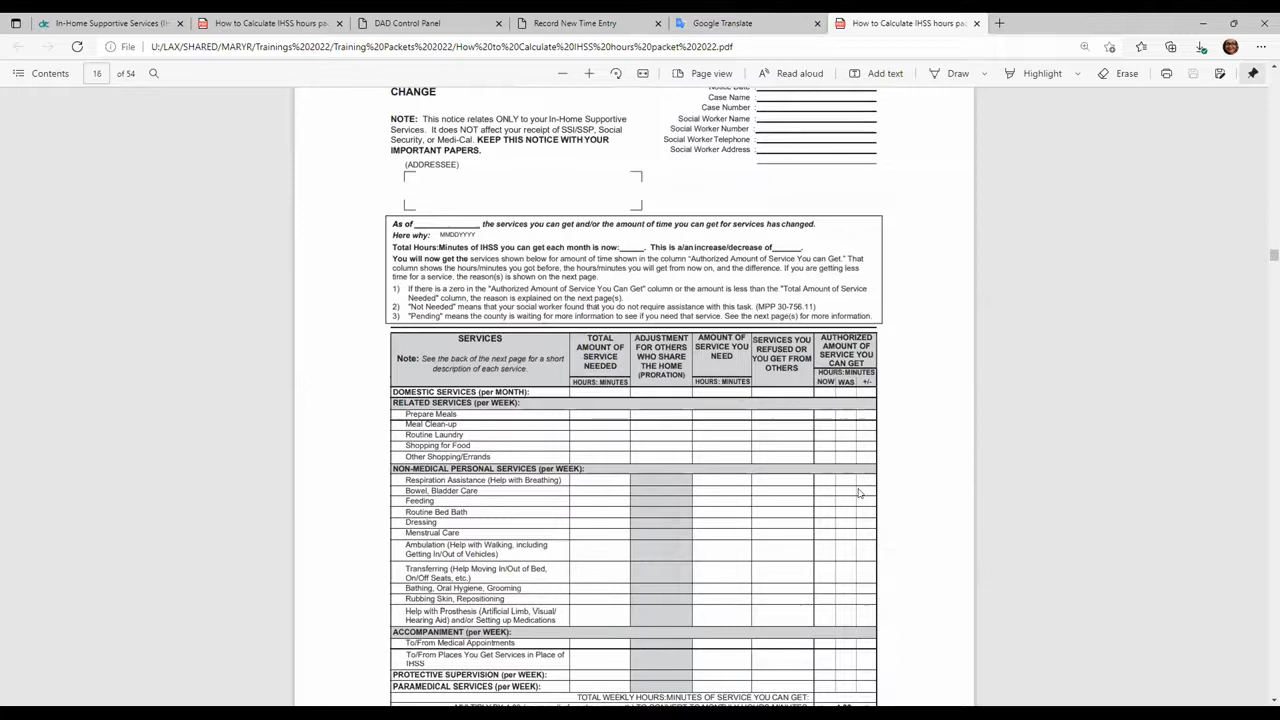 In-Home Supportive Services (I
How to Calculate IHSS hours pac
DAD Control Panel
Record New Time Entry
Google Translate
How to Calculate IHSS hours pac
File
U:/LAX/SHARED/MARYR/Trainings%202022/Training%20Packets%202022/How%20to%20Calculate%20IHSS%20hours%20packet%202022.pdf
Contents
16
of 54
Page view
Read aloud
Add text
Draw
Highlight
Erase
CHANGE
NOTE: This notice relates ONLY to your In-Home Supportive
Services. It does NOT affect your receipt of SSI/SSP, Social
Security, or Medi-Cal. KEEP THIS NOTICE WITH YOUR
IMPORTANT PAPERS.
(ADDRESSEE)
Notice Date :
Case Name :
Case Number :
Social Worker Name :
Social Worker Number :
Social Worker Telephone :
Social Worker Address :
As of ____________ the services you can get and/or the amount of time you can get for services has changed.
Here why: MMDDYYYY
Total Hours:Minutes of IHSS you can get each month is now:_____. This is a/an increase/decrease of______.
You will now get the services shown below for amount of time shown in the column “Authorized Amount of Service You can Get.” That
column shows the hours/minutes you got before, the hours/minutes you will get from now on, and the difference. If you are getting less
time for a service, the reason(s) is shown on the next page.
1) If there is a zero in the "Authorized Amount of Service You Can Get" column or the amount is less than the "Total Amount of Service
Needed" column, the reason is explained on the next page(s).
2) "Not Needed" means that your social worker found that you do not require assistance with this task. (MPP 30-756.11)
3) "Pending" means the county is waiting for more information to see if you need that service. See the next page(s) for more information.
SERVICES
Note: See the back of the next page for a short
description of each service.
TOTAL
AMOUNT OF
SERVICE
NEEDED
HOURS: MINUTES
ADJUSTMENT
FOR OTHERS
WHO SHARE
THE HOME
(PRORATION)
AMOUNT OF
SERVICE YOU
NEED
HOURS: MINUTES
SERVICES YOU
REFUSED OR
YOU GET FROM
OTHERS
AUTHORIZED
AMOUNT OF
SERVICE YOU
CAN GET
HOURS: MINUTES
NOW WAS +/-
DOMESTIC SERVICES (per MONTH):
RELATED SERVICES (per WEEK):
Prepare Meals
Meal Clean-up
Routine Laundry
Shopping for Food
Other Shopping/Errands
NON-MEDICAL PERSONAL SERVICES (per WEEK):
Respiration Assistance (Help with Breathing)
Bowel, Bladder Care
Feeding
Routine Bed Bath
Dressing
Menstrual Care
Ambulation (Help with Walking, including
Getting In/Out of Vehicles)
Transferring (Help Moving In/Out of Bed,
On/Off Seats, etc.)
Bathing, Oral Hygiene, Grooming
Rubbing Skin, Repositioning
Help with Prosthesis (Artificial Limb, Visual/
Hearing Aid) and/or Setting up Medications
ACCOMPANIMENT (per WEEK):
To/From Medical Appointments
To/From Places You Get Services in Place of
IHSS
PROTECTIVE SUPERVISION (per WEEK):
PARAMEDICAL SERVICES (per WEEK):
TOTAL WEEKLY HOURS:MINUTES OF SERVICE YOU CAN GET: